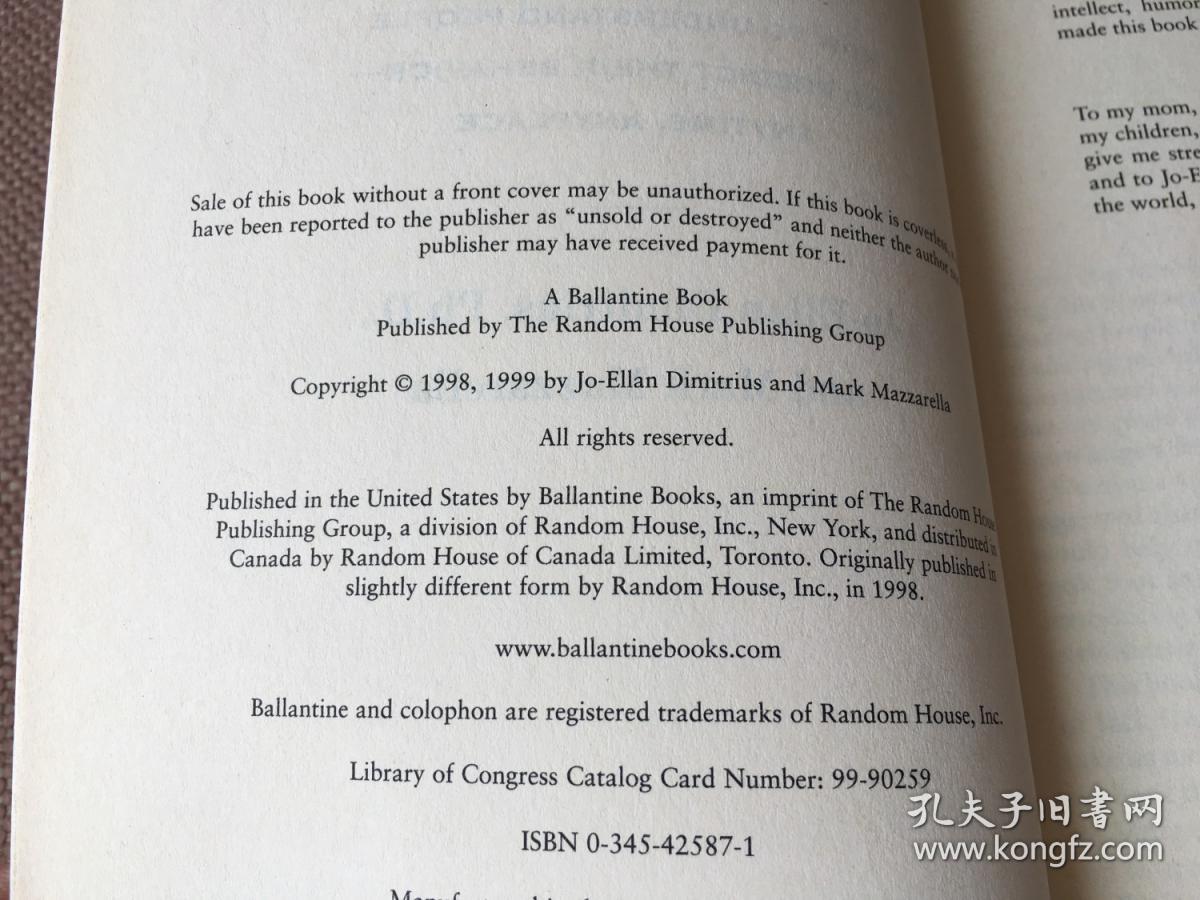 Sale of this book without a front cover may be unauthorized. If this book is coverless,
have been reported to the publisher as “unsold or destroyed” and neither the author
publisher may have received payment for it.
A Ballantine Book
Published by The Random House Publishing Group
Copyright © 1998, 1999 by Jo-Ellan Dimitrius and Mark Mazzarella
All rights reserved.
Published in the United States by Ballantine Books, an imprint of The Random House
Publishing Group, a division of Random House, Inc., New York, and distributed in
Canada by Random House of Canada Limited, Toronto. Originally published in
slightly different form by Random House, Inc., in 1998.
www.ballantinebooks.com
Ballantine and colophon are registered trademarks of Random House, Inc.
Library of Congress Catalog Card Number: 99-90259
ISBN 0-345-42587-1
intellect, humor
made this book
To my mom,
my children,
give me stre
and to Jo-E
the world,
孔夫子旧书网
www.kongfz.com